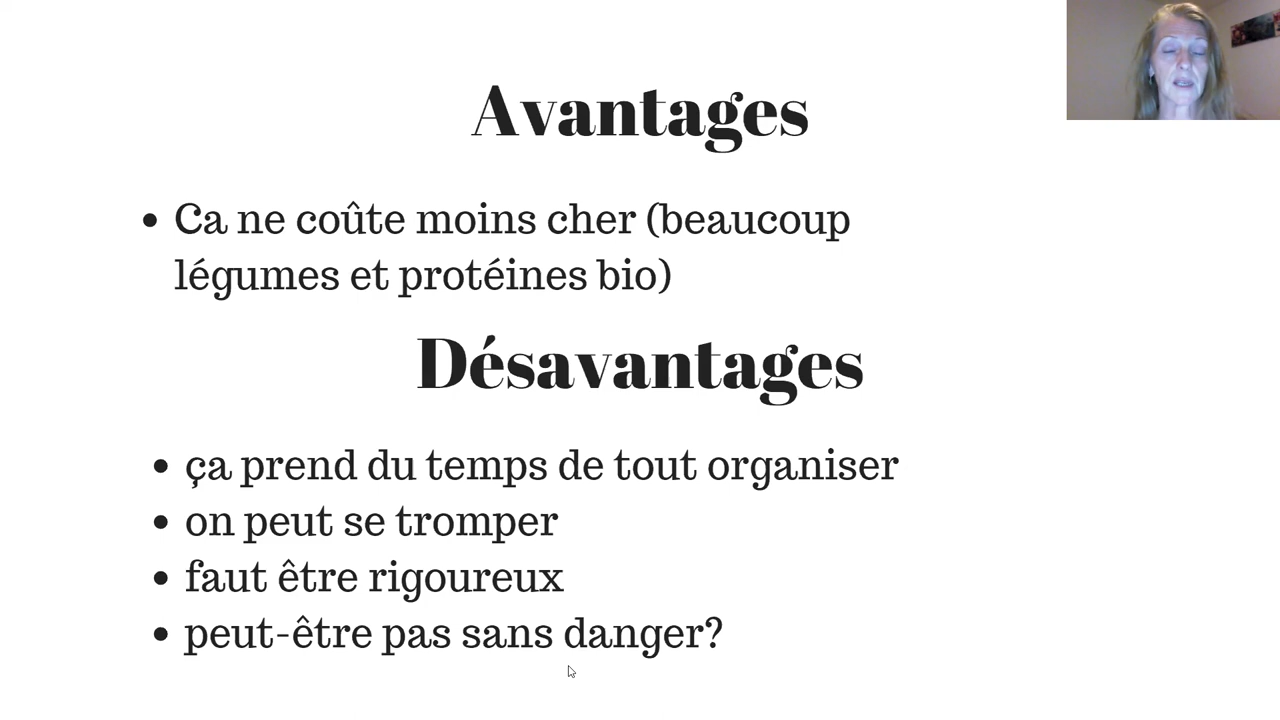 Avantages
• Ca ne coûte moins cher (beaucoup
légumes et protéines bio)
Désavantages
• ça prend du temps de tout organiser
• on peut se tromper
• faut être rigoureux
• peut-être pas sans danger?